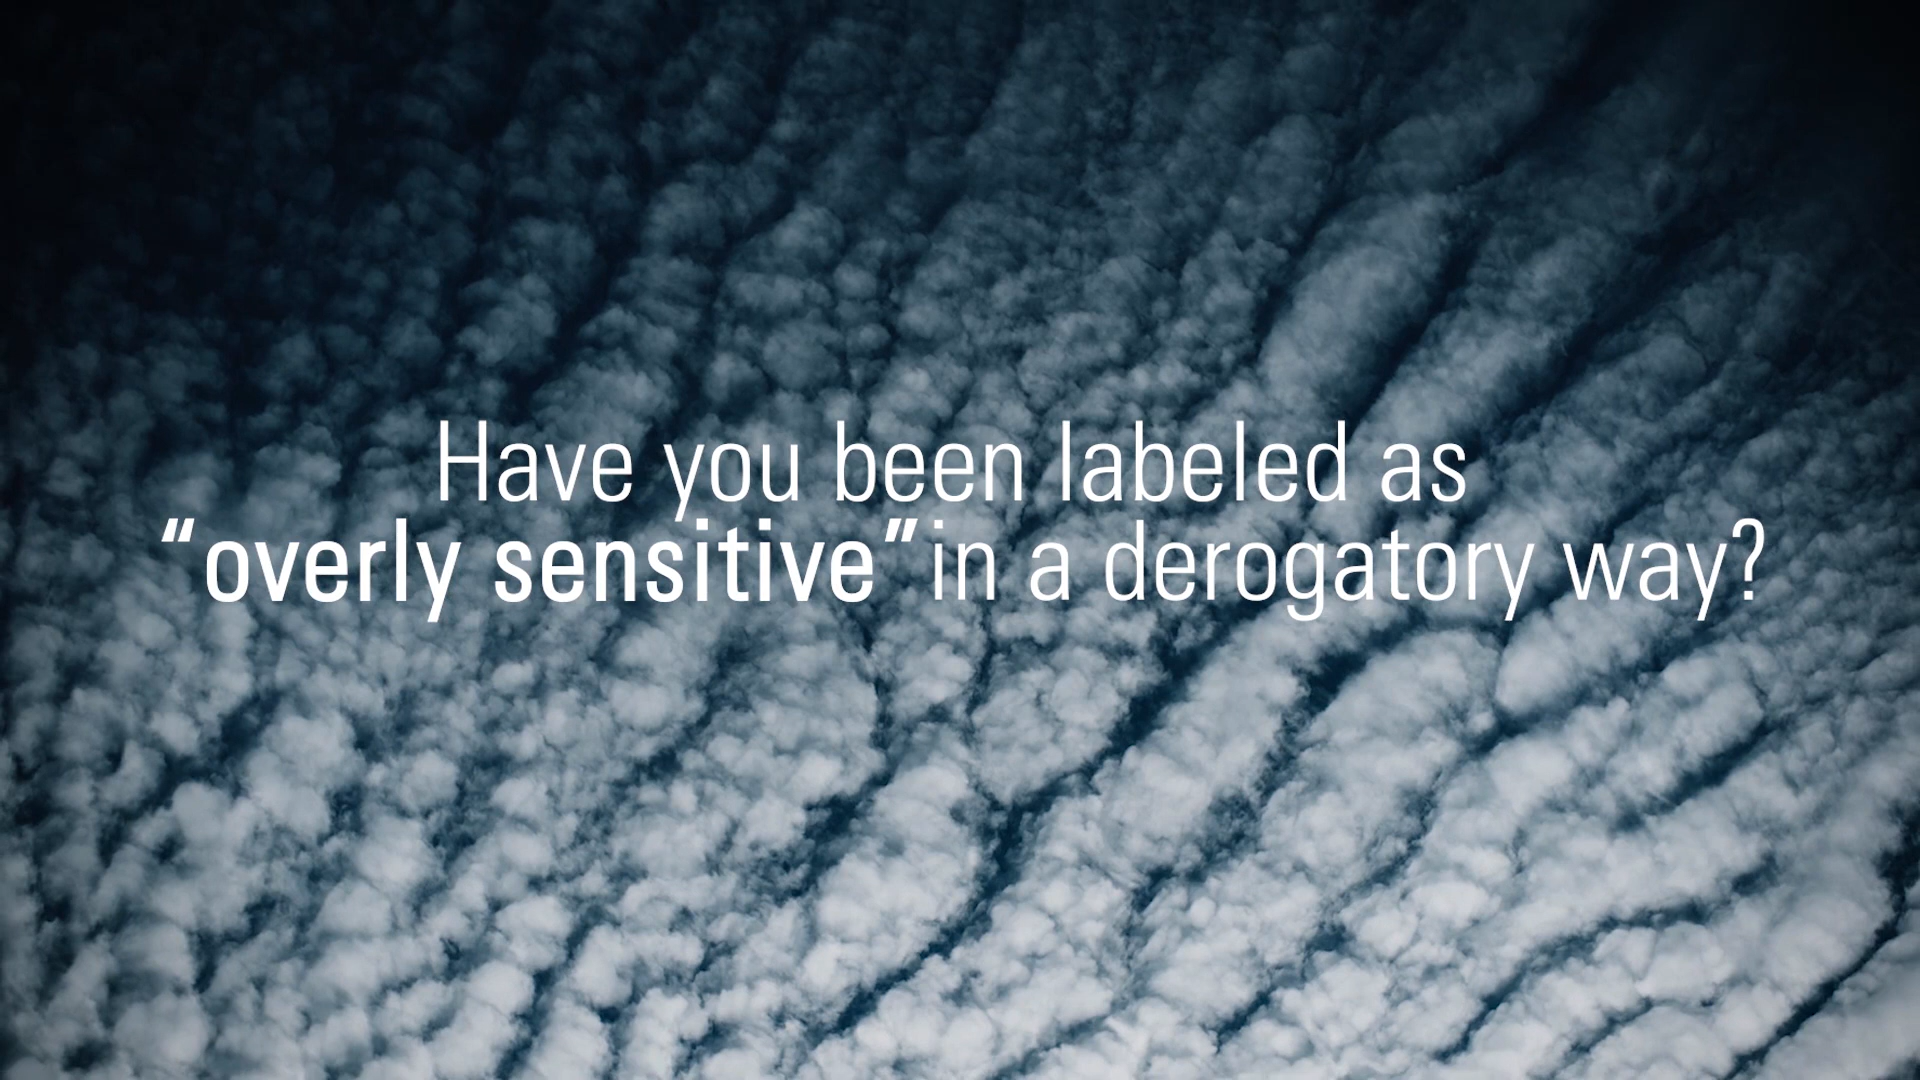 Have you been labeled as
“overly sensitive” in a derogatory way?